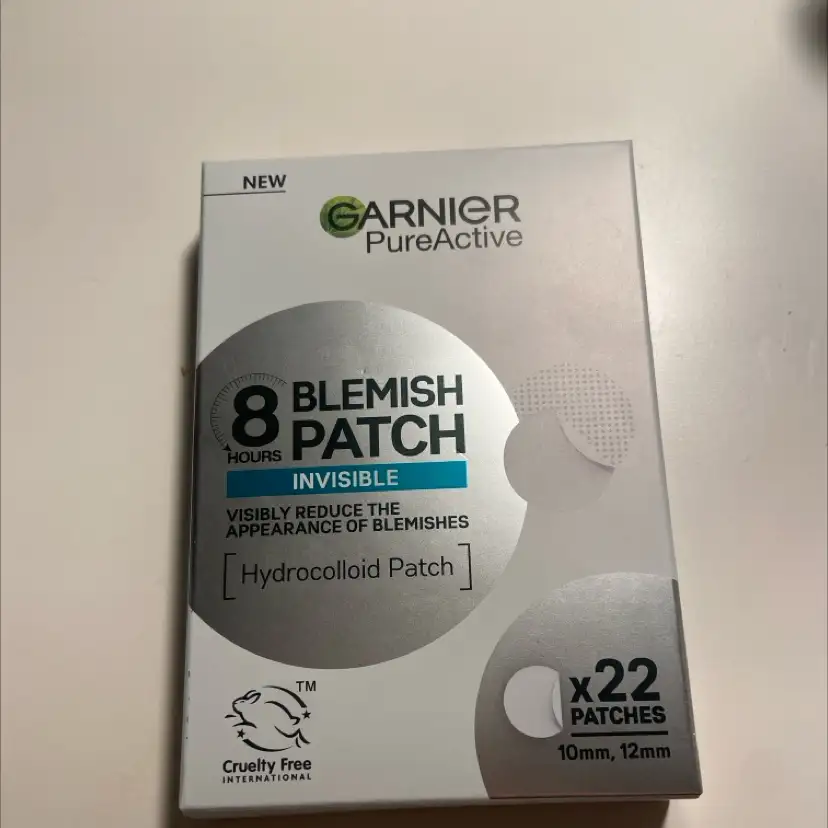 NEW
GARNIER
PureActive
8
HOURS
BLEMISH
PATCH
INVISIBLE
VISIBLY REDUCE THE
APPEARANCE OF BLEMISHES
[Hydrocolloid Patch]
TM
Cruelty Free
INTERNATIONAL
x22
PATCHES
10mm, 12mm